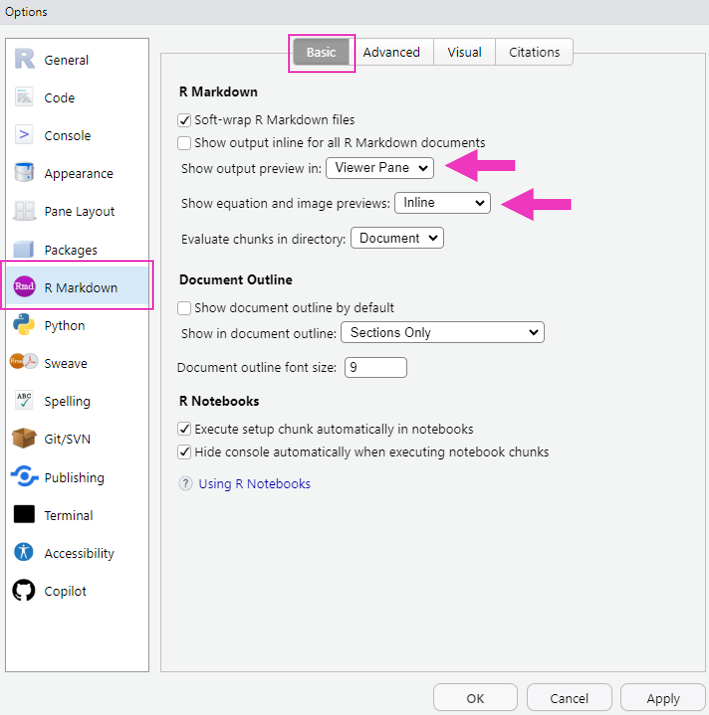 Options
General
Code
Console
Appearance
Pane Layout
Packages
Rmd R Markdown
Python
Rnw Sweave
ABC Spelling
Git/SVN
Publishing
Terminal
Accessibility
Copilot
Basic Advanced Visual Citations
R Markdown
Soft-wrap R Markdown files
Show output inline for all R Markdown documents
Show output preview in: Viewer Pane
Show equation and image previews: Inline
Evaluate chunks in directory: Document
Document Outline
Show document outline by default
Show in document outline: Sections Only
Document outline font size: 9
R Notebooks
Execute setup chunk automatically in notebooks
Hide console automatically when executing notebook chunks
? Using R Notebooks
OK Cancel Apply